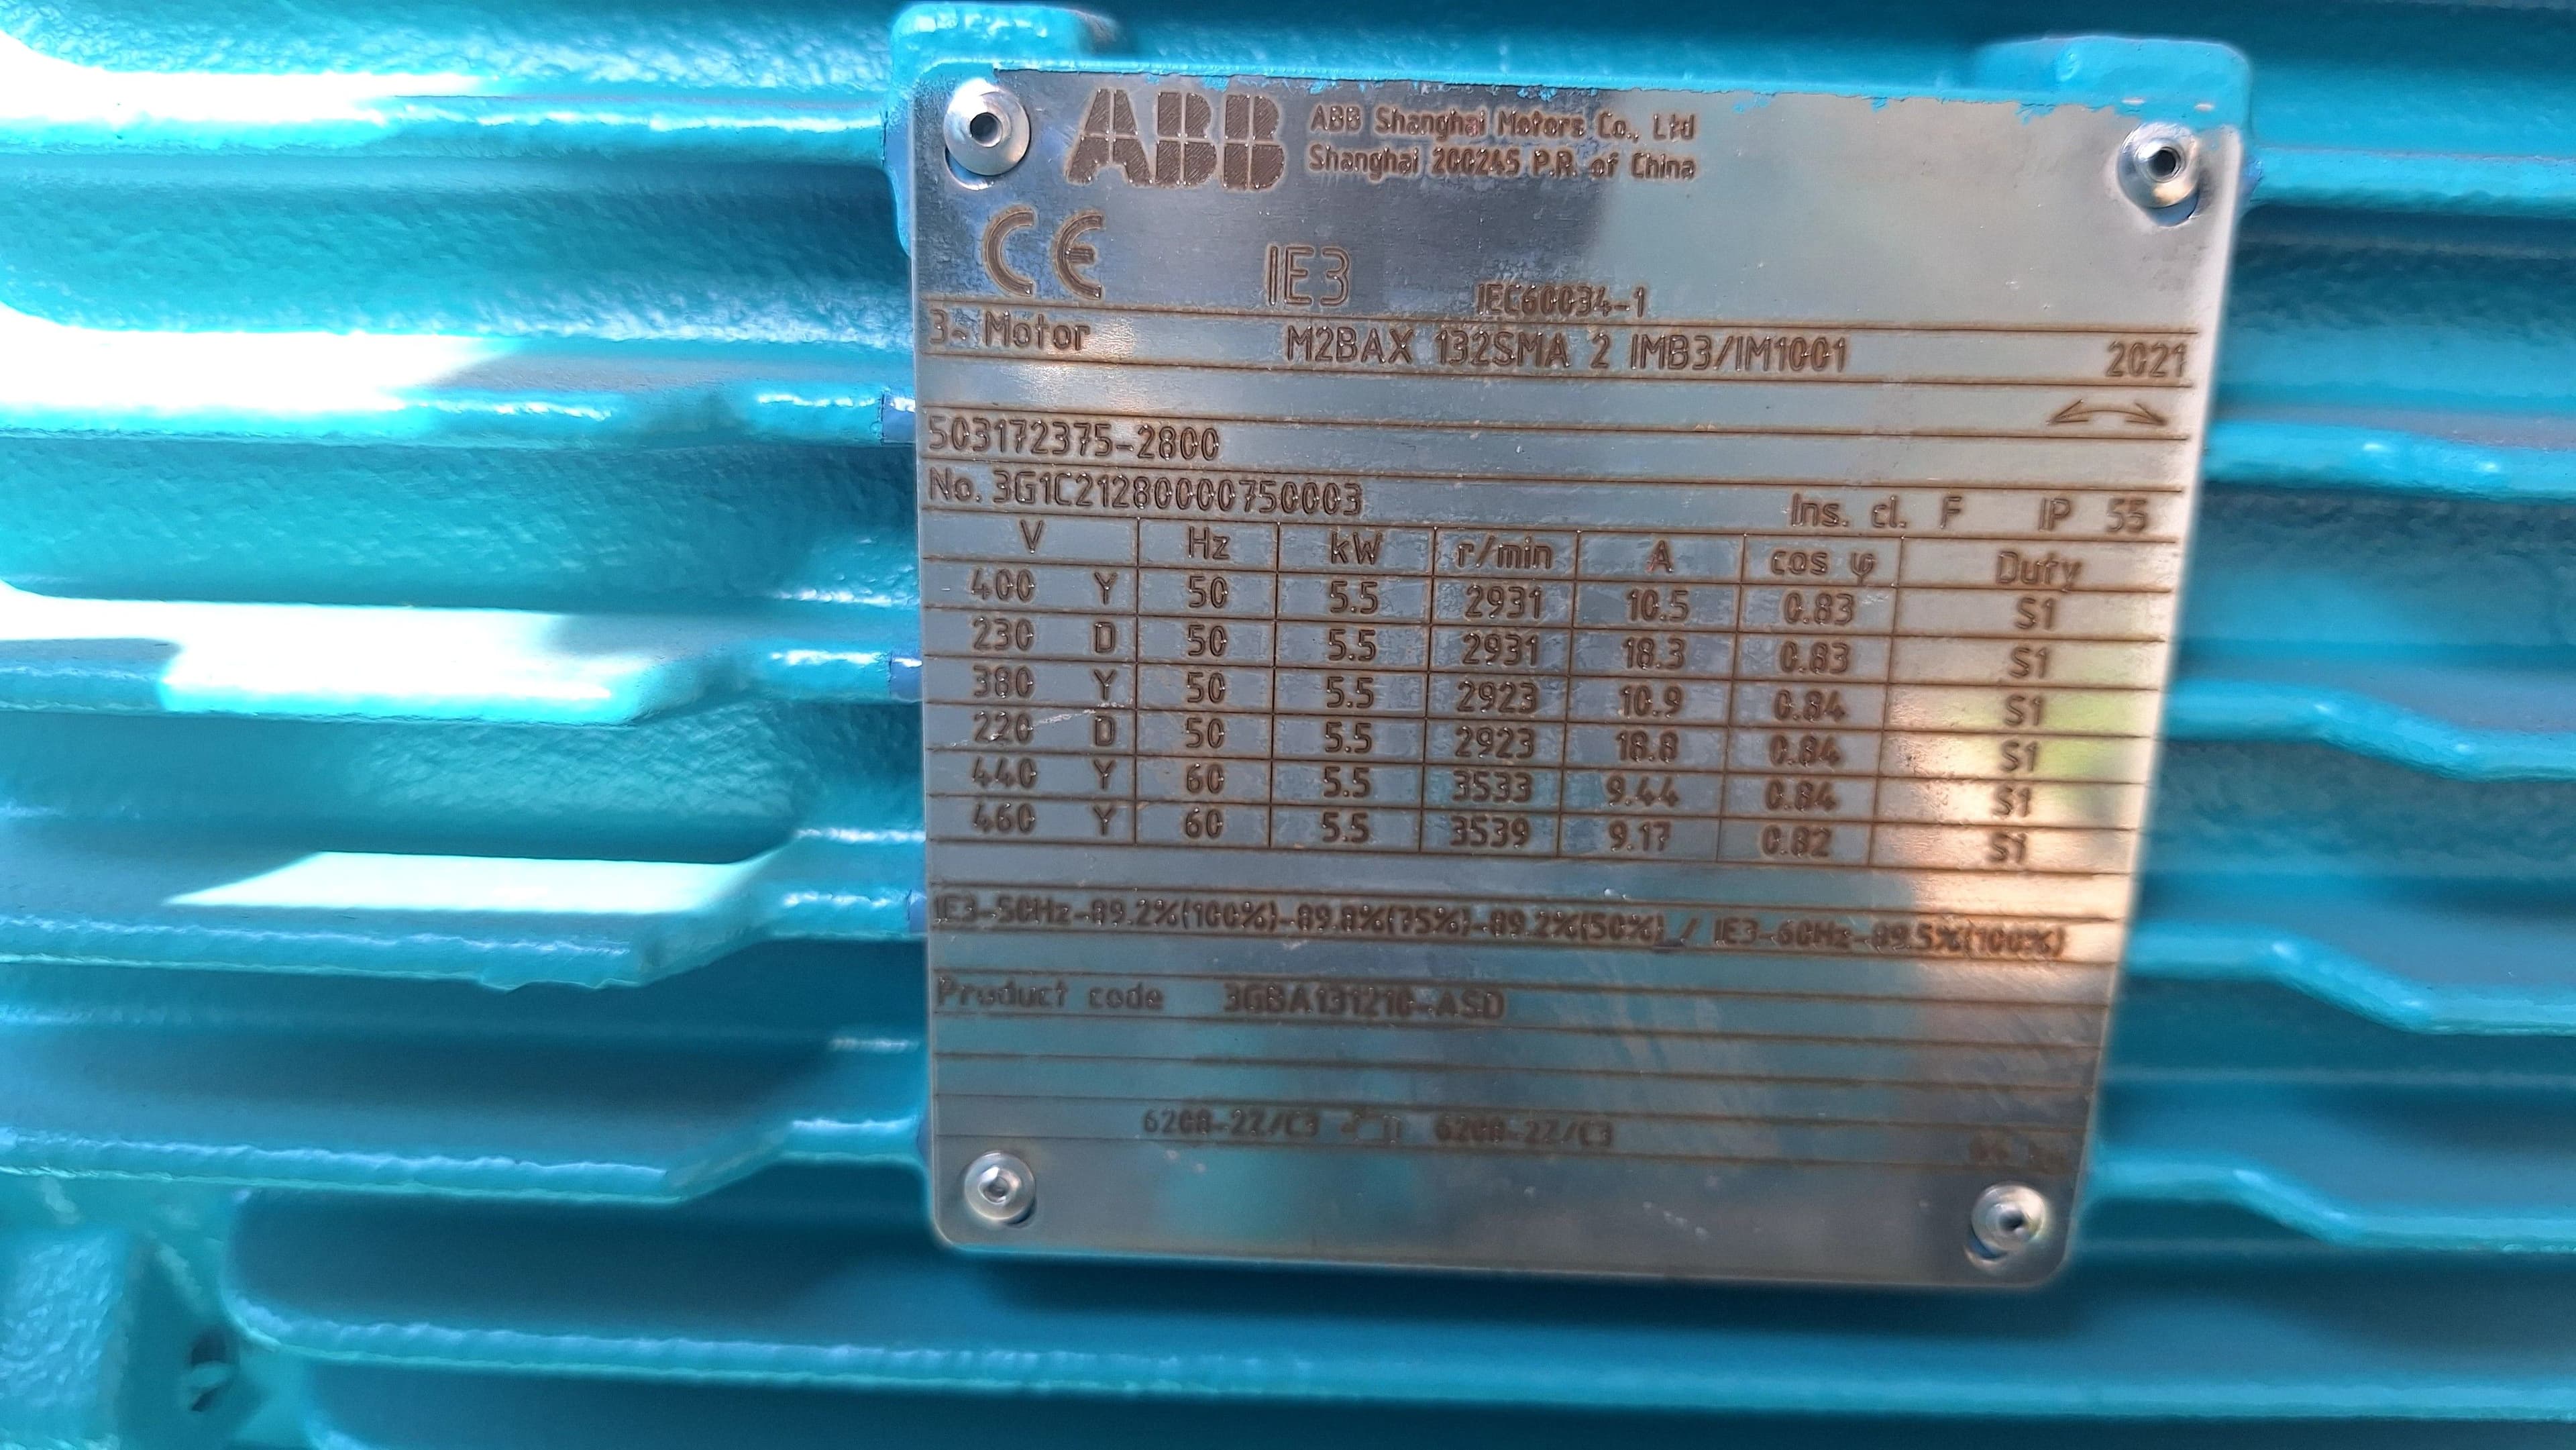 ABB ABB Shanghai Motors Co., Ltd
Shanghai 200245 P.R. of China
CE IE3 IEC60034-1
3~ Motor M2BAX 132SMA 2 IMB3/IM1001 2021
503172375-2800
No. 3G1C21280000750003 Ins. cl. F IP 55
V Hz kW r/min A cos φ Duty
400 Y 50 5.5 2931 10.5 0.83 S1
230 D 50 5.5 2931 18.3 0.83 S1
380 Y 50 5.5 2923 10.9 0.84 S1
220 D 50 5.5 2923 18.8 0.84 S1
440 Y 60 5.5 3533 9.44 0.84 S1
460 Y 60 5.5 3539 9.17 0.82 S1
IE3-50Hz-89.2%(100%)-89.8%(75%)-89.2%(50%) / IE3-60Hz-89.5%(100%)
Product code 3GBA131210-ASD
6208-2Z/C3 6208-2Z/C3